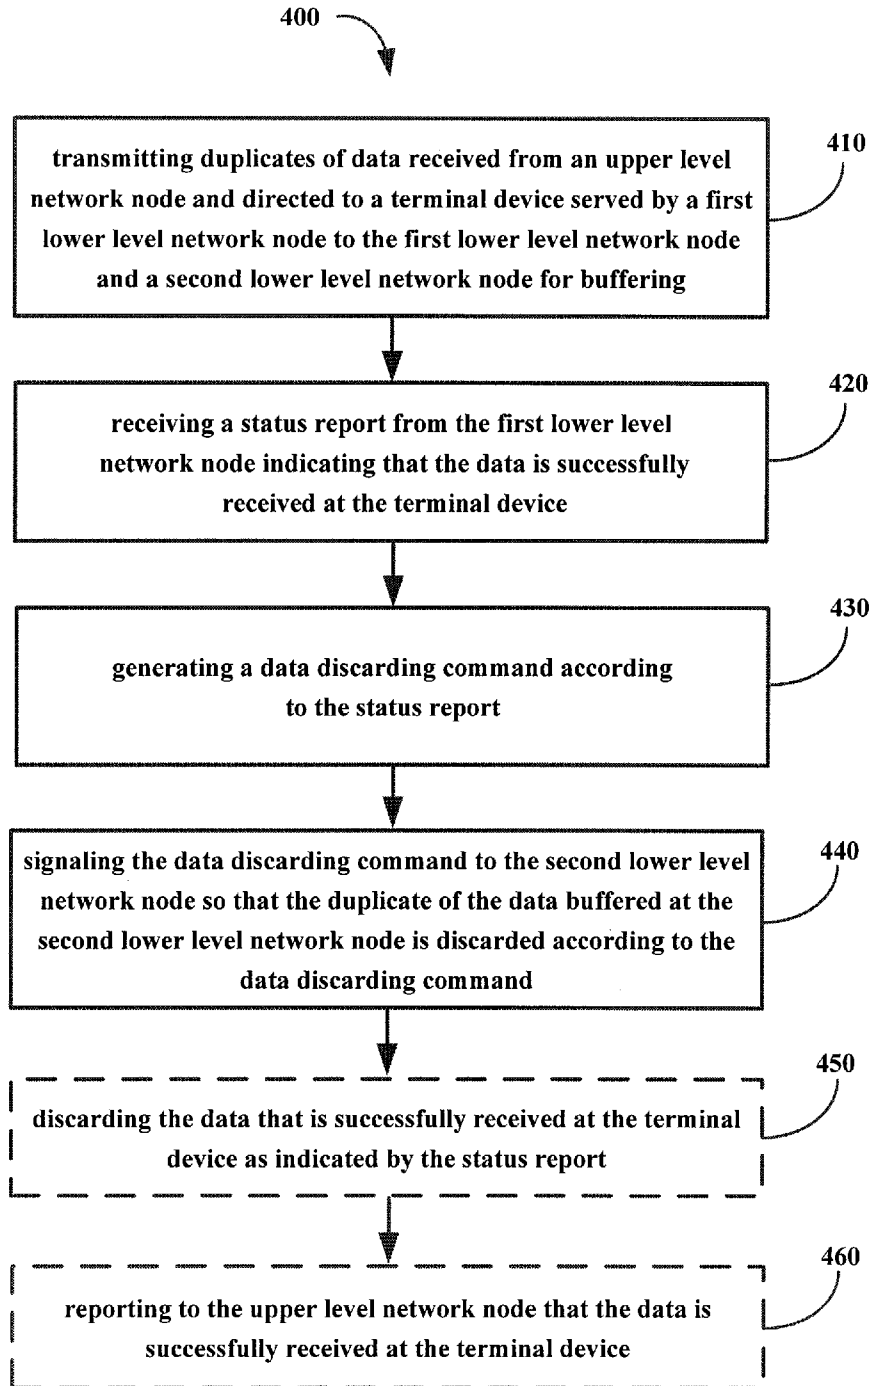 400
transmitting duplicates of data received from an upper level
network node and directed to a terminal device served by a first
lower level network node to the first lower level network node
and a second lower level network node for buffering
410
receiving a status report from the first lower level
network node indicating that the data is successfully
received at the terminal device
420
generating a data discarding command according
to the status report
430
signaling the data discarding command to the second lower level
network node so that the duplicate of the data buffered at the
second lower level network node is discarded according to the
data discarding command
440
discarding the data that is successfully received at the terminal
device as indicated by the status report
450
reporting to the upper level network node that the data is
successfully received at the terminal device
460